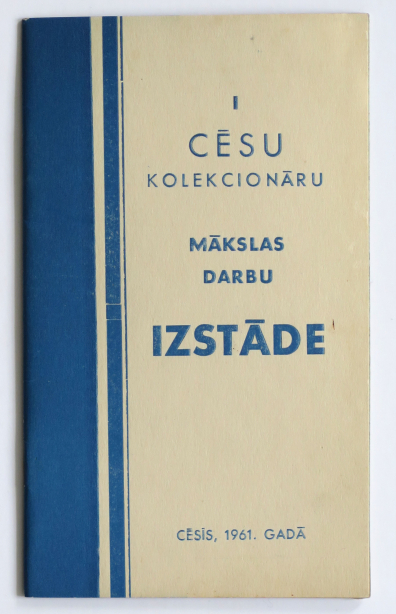 I
CĒSU
KOLEKCIONĀRU
MĀKSLAS
DARBU
IZSTĀDE
CĒSĪS, 1961. GADĀ